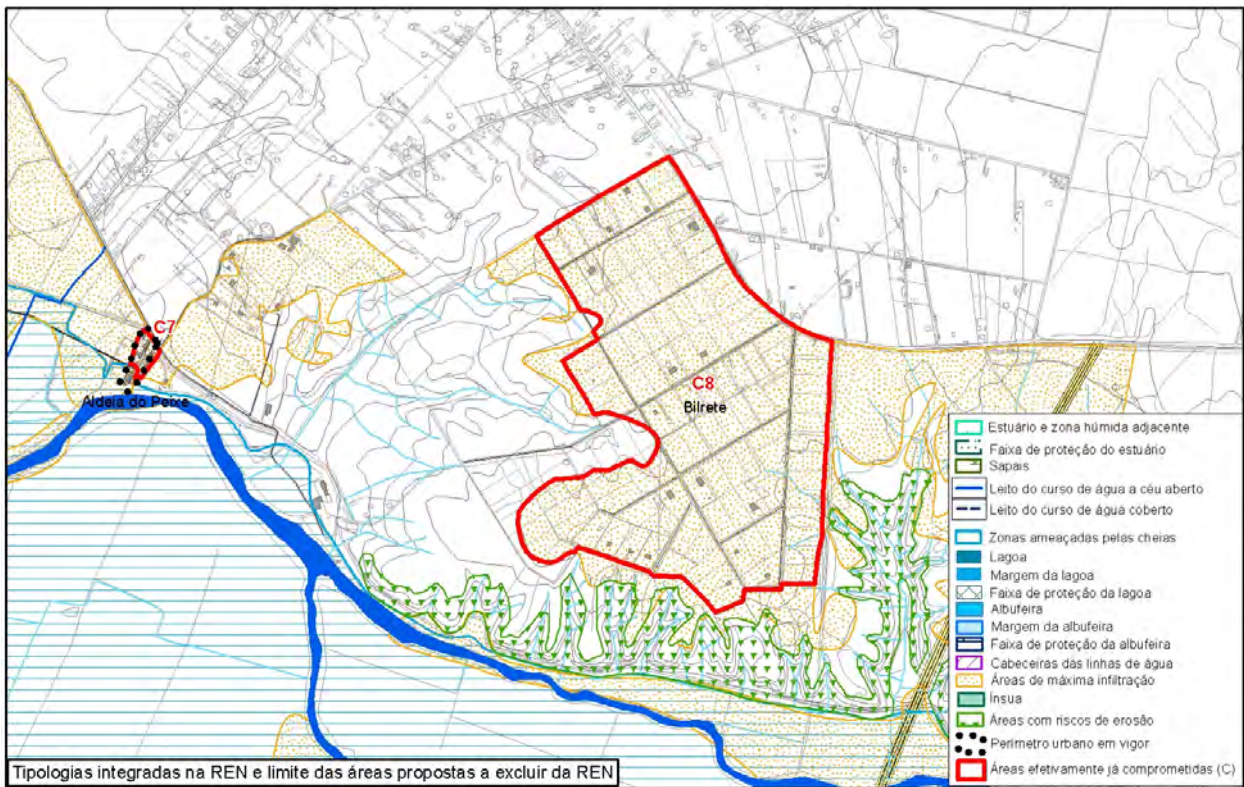 C7
Aldeia do Peixe
C8
Bilrete
Estuário e zona húmida adjacente
Faixa de proteção do estuário
Sapais
Leito do curso de água a céu aberto
Leito do curso de água coberto
Zonas ameaçadas pelas cheias
Lagoa
Margem da lagoa
Faixa de proteção da lagoa
Albufeira
Margem da albufeira
Faixa de proteção da albufeira
Cabeceiras das linhas de água
Áreas de máxima infiltração
Ínsua
Áreas com riscos de erosão
Perímetro urbano em vigor
Áreas efetivamente já comprometidas (C)
Tipologias integradas na REN e limite das áreas propostas a excluir da REN